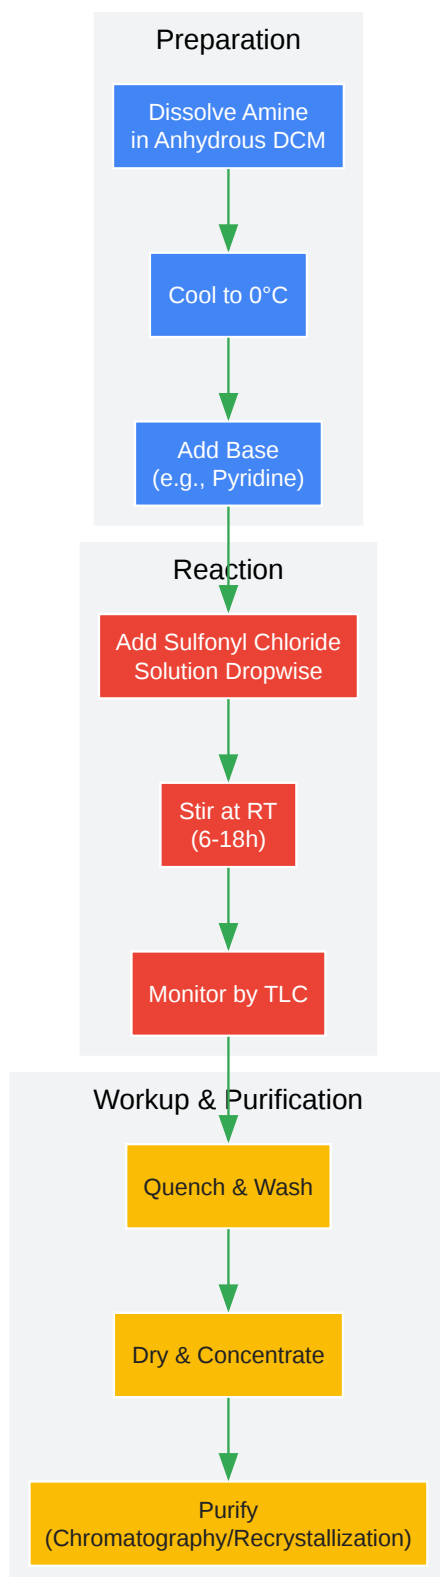 Preparation
Dissolve Amine
in Anhydrous DCM
Cool to 0°C
Add Base
(e.g., Pyridine)
Reaction
Add Sulfonyl Chloride
Solution Dropwise
Stir at RT
(6-18h)
Monitor by TLC
Workup & Purification
Quench & Wash
Dry & Concentrate
Purify
(Chromatography/Recrystallization)